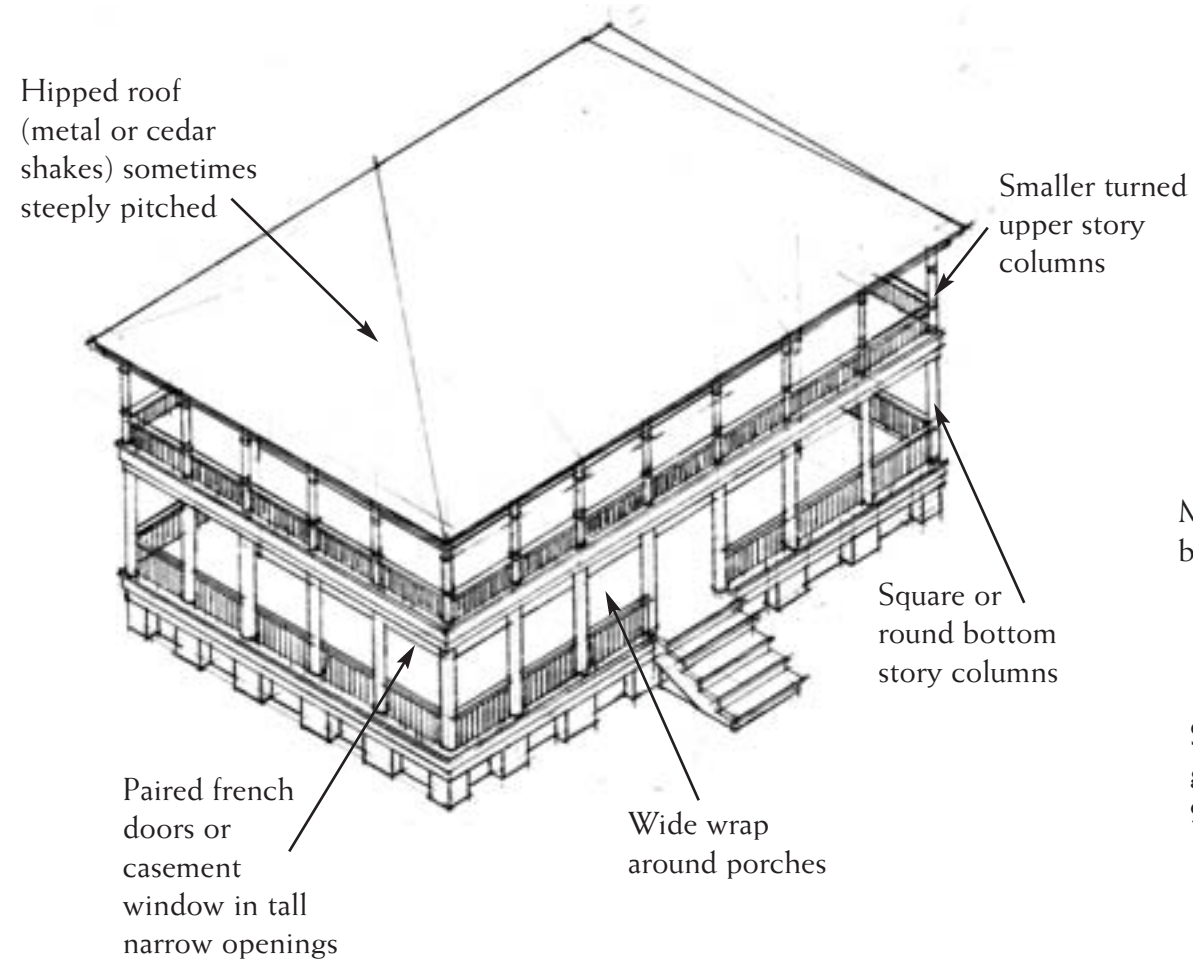 Hipped roof
(metal or cedar
shakes) sometimes
steeply pitched
Smaller turned
upper story
columns
Square or
round bottom
story columns
Wide wrap
around porches
Paired french
doors or
casement
window in tall
narrow openings